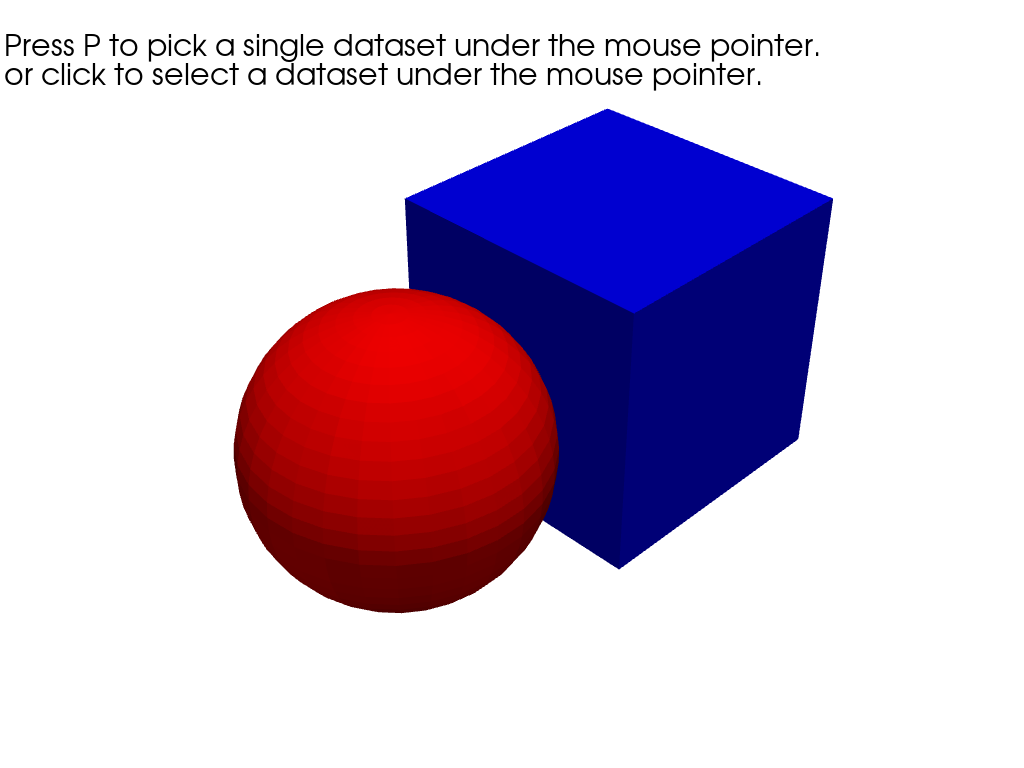 Press P to pick a single dataset under the mouse pointer.
or click to select a dataset under the mouse pointer.